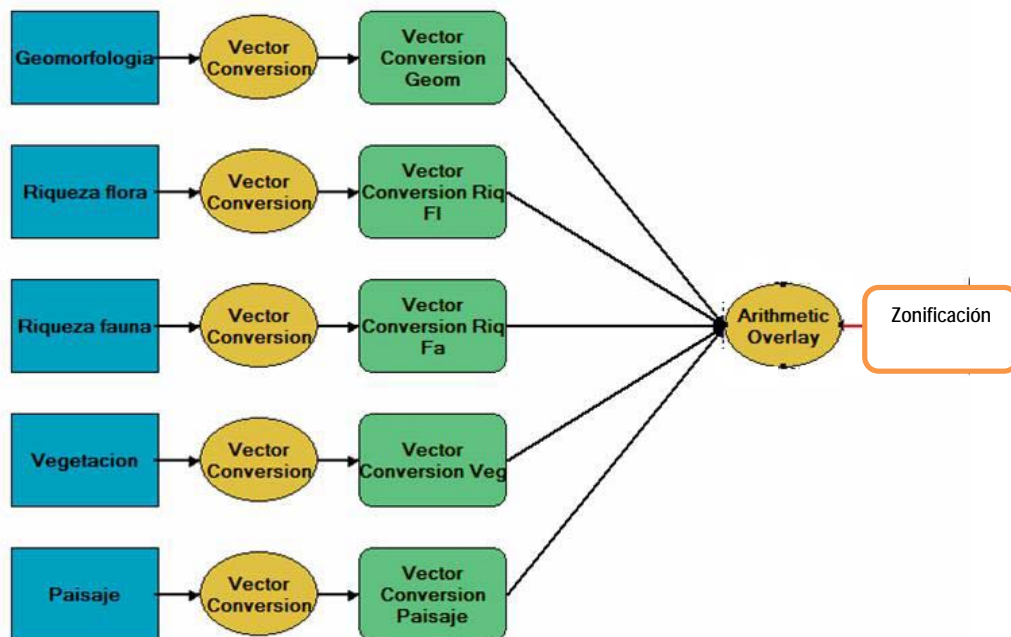 Geomorfologia
Vector
Conversion
Vector
Conversion
Geom
Riqueza flora
Vector
Conversion
Vector
Conversion Riq
Fl
Riqueza fauna
Vector
Conversion
Vector
Conversion Riq
Fa
Arithmetic
Overlay
Zonificación
Vegetacion
Vector
Conversion
Vector
Conversion Veg
Paisaje
Vector
Conversion
Vector
Conversion
Paisaje